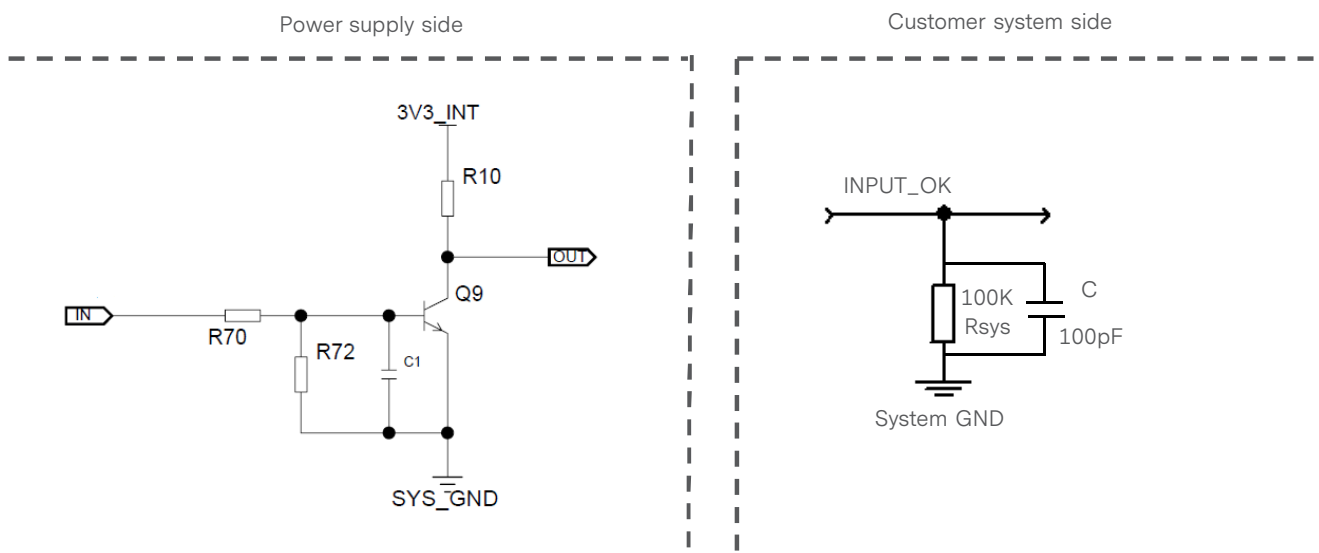 Power supply side
Customer system side
3V3_INT
R10
INPUT_OK
OUT
Q9
IN
R70
R72
C1
100K
Rsys
C
100pF
System GND
SYS_GND